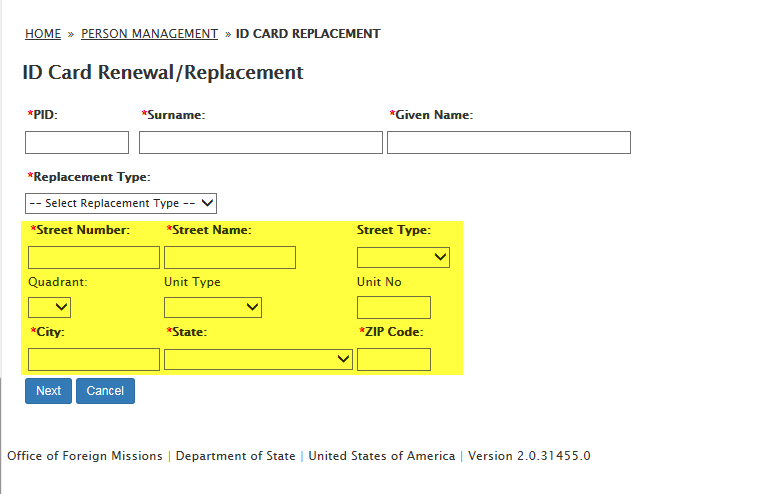 HOME » PERSON MANAGEMENT » ID CARD REPLACEMENT
ID Card Renewal/Replacement
*PID: *Surname: *Given Name:
*Replacement Type:
-- Select Replacement Type --
*Street Number: *Street Name: Street Type:
Quadrant: Unit Type Unit No
*City: *State: *ZIP Code:
Next Cancel
Office of Foreign Missions | Department of State | United States of America | Version 2.0.31455.0